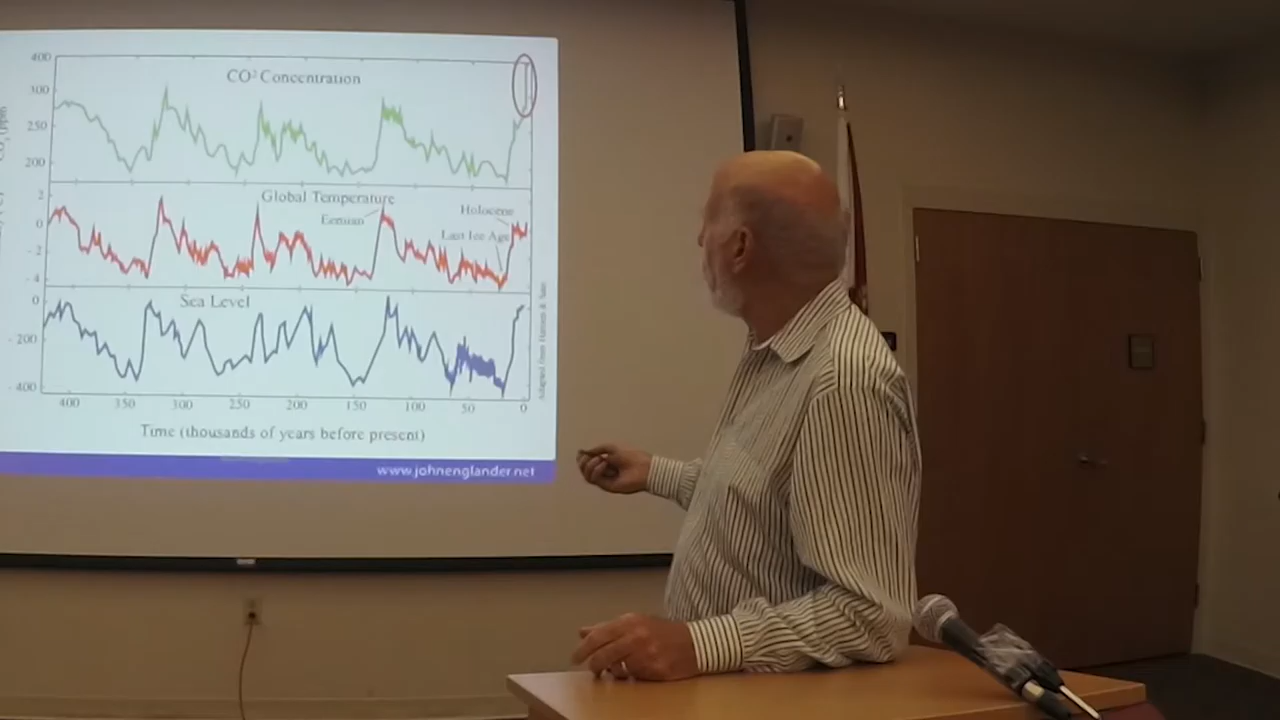 CO² Concentration
400
300
250
200
Global Temperature
Eemian
Holocene
Last Ice Age
2
0
- 2
- 4
Sea Level
0
- 200
- 400
400 350 300 250 200 150 100 50 0
Time (thousands of years before present)
www.johnenglander.net